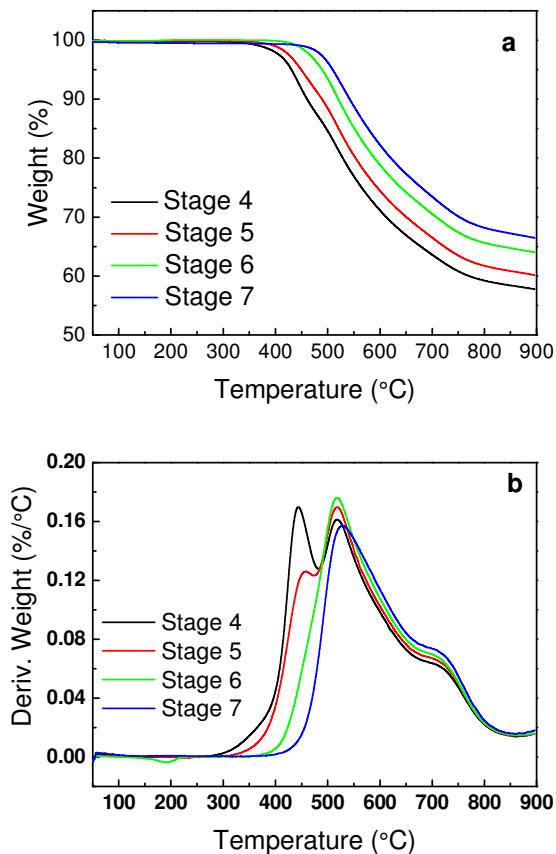 a
100
90
80
70
60
50
Weight (%)
Stage 4
Stage 5
Stage 6
Stage 7
100 200 300 400 500 600 700 800 900
Temperature (°C)
b
0.20
0.16
0.12
0.08
0.04
0.00
Deriv. Weight (%/°C)
Stage 4
Stage 5
Stage 6
Stage 7
100 200 300 400 500 600 700 800 900
Temperature (°C)